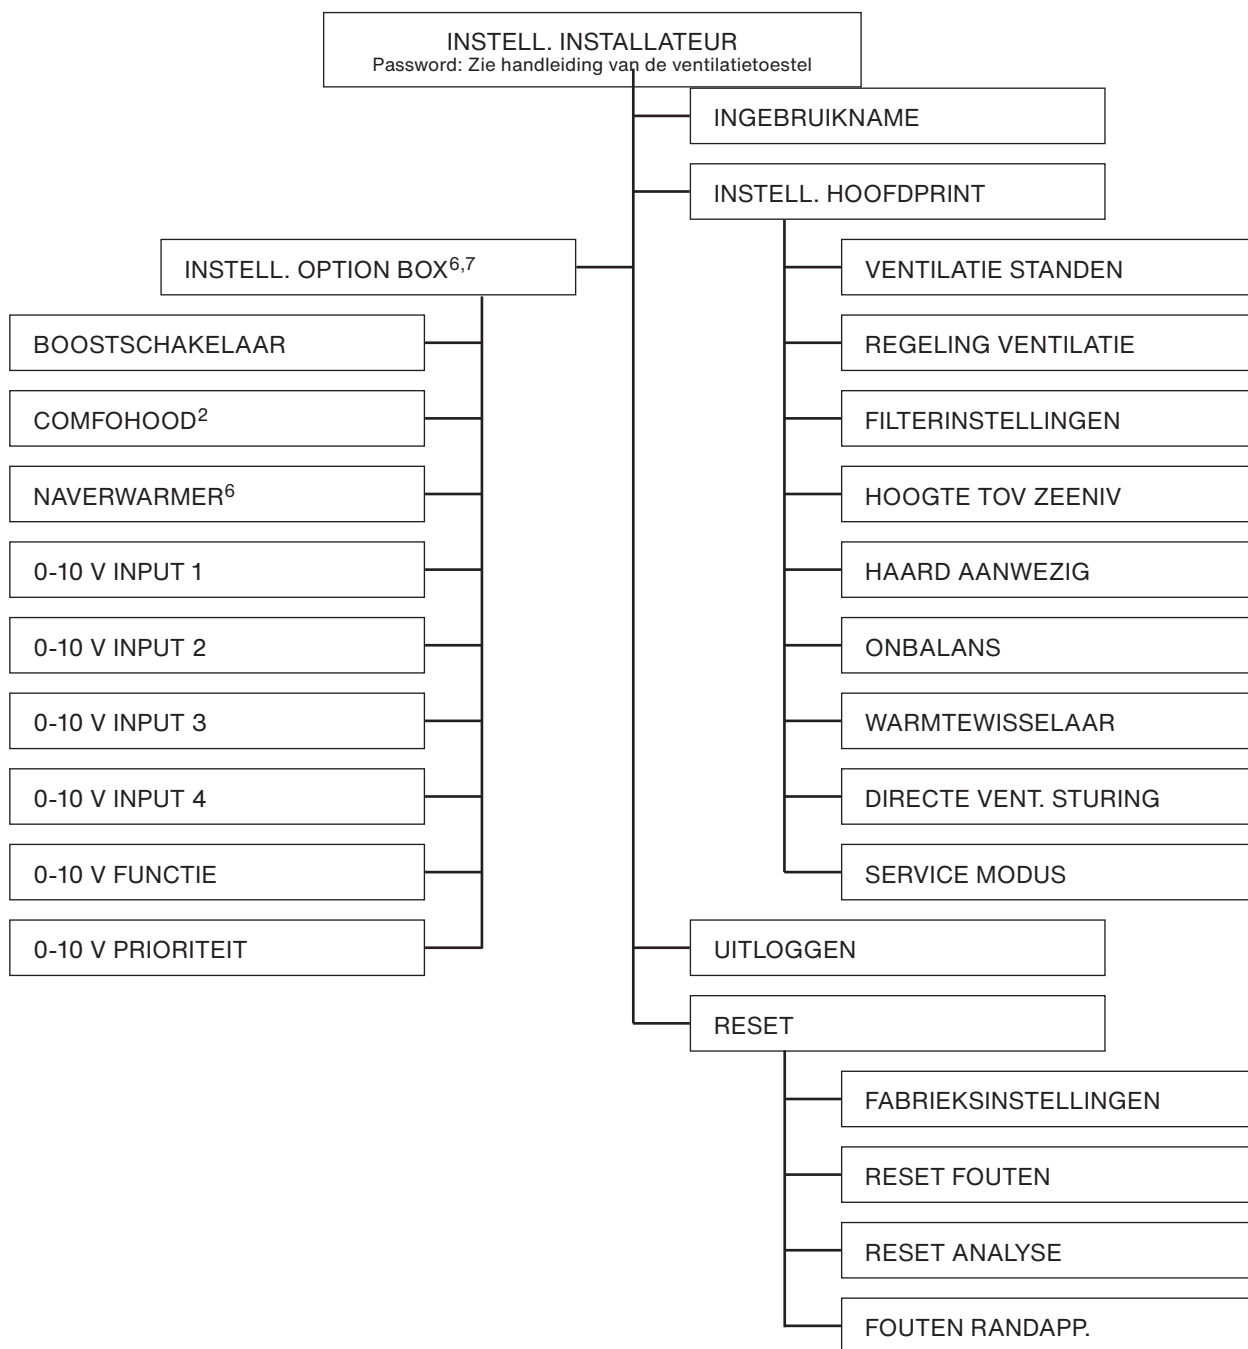 INSTELL. INSTALLATEUR
Password: Zie handleiding van de ventilatietoestel
INGEBRUIKNAME
INSTELL. HOOFDPRINT
INSTELL. OPTION BOX6,7
VENTILATIE STANDEN
BOOSTSCHAKELAAR
REGELING VENTILATIE
COMFOHOOD2
FILTERINSTELLINGEN
NAVERWARMER6
HOOGTE TOV ZEENIV
0-10 V INPUT 1
HAARD AANWEZIG
0-10 V INPUT 2
ONBALANS
0-10 V INPUT 3
WARMTEWISSELAAR
0-10 V INPUT 4
DIRECTE VENT. STURING
0-10 V FUNCTIE
SERVICE MODUS
0-10 V PRIORITEIT
UITLOGGEN
RESET
FABRIEKSINSTELLINGEN
RESET FOUTEN
RESET ANALYSE
FOUTEN RANDAPP.